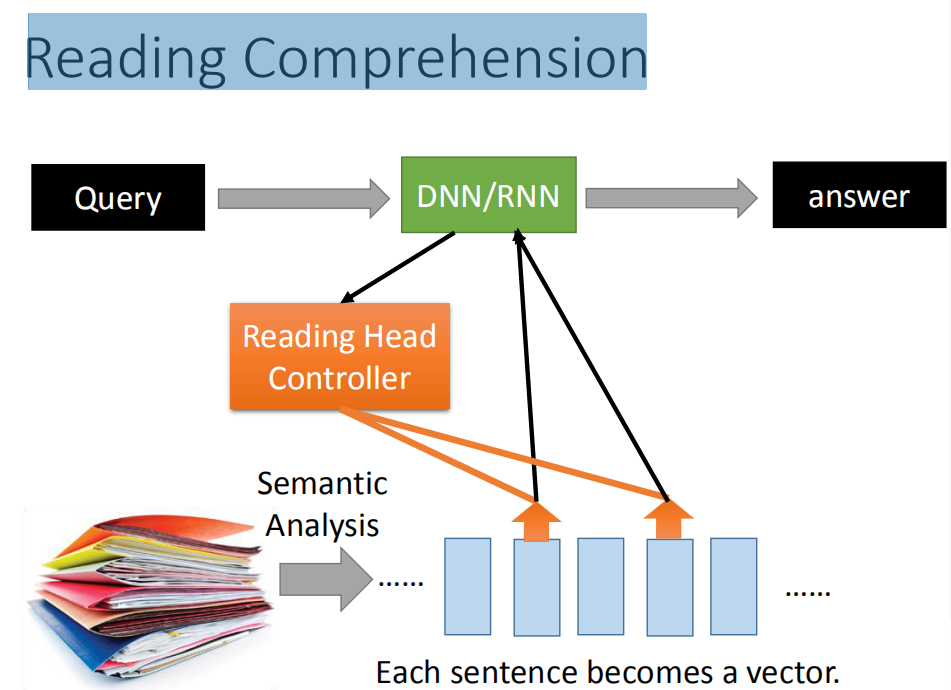 Reading Comprehension
Query
DNN/RNN
answer
Reading Head
Controller
Semantic
Analysis
......
......
Each sentence becomes a vector.